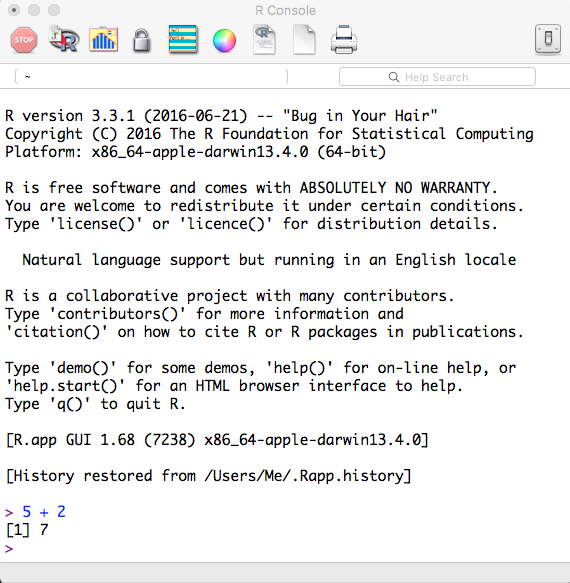 R Console
STOP
R
~
Help Search
R version 3.3.1 (2016-06-21) -- "Bug in Your Hair"
Copyright (C) 2016 The R Foundation for Statistical Computing
Platform: x86_64-apple-darwin13.4.0 (64-bit)
R is free software and comes with ABSOLUTELY NO WARRANTY.
You are welcome to redistribute it under certain conditions.
Type 'license()' or 'licence()' for distribution details.
Natural language support but running in an English locale
R is a collaborative project with many contributors.
Type 'contributors()' for more information and
'citation()' on how to cite R or R packages in publications.
Type 'demo()' for some demos, 'help()' for on-line help, or
'help.start()' for an HTML browser interface to help.
Type 'q()' to quit R.
[R.app GUI 1.68 (7238) x86_64-apple-darwin13.4.0]
[History restored from /Users/Me/.Rapp.history]
> 5 + 2
[1] 7
>